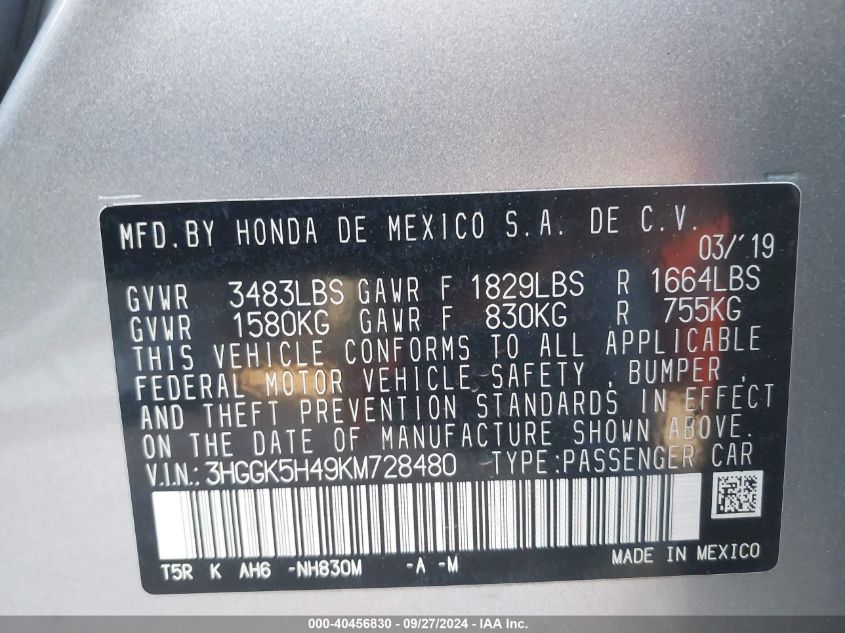 MFD.BY HONDA DE MEXICO S.A. DE C.V.
03/'19
GVWR 3483LBS GAWR F 1829LBS R 1664LBS
GVWR 1580KG GAWR F 830KG R 755KG
THIS VEHICLE CONFORMS TO ALL APPLICABLE
FEDERAL MOTOR VEHICLE SAFETY , BUMPER ,
AND THEFT PREVENTION STANDARDS IN EFFECT
ON THE DATE OF MANUFACTURE SHOWN ABOVE.
V.I.N.: 3HGGK5H49KM728480 TYPE:PASSENGER CAR
T5R K AH6 -NH830M -A -M MADE IN MEXICO
000-40456830 - 09/27/2024 - IAA Inc.